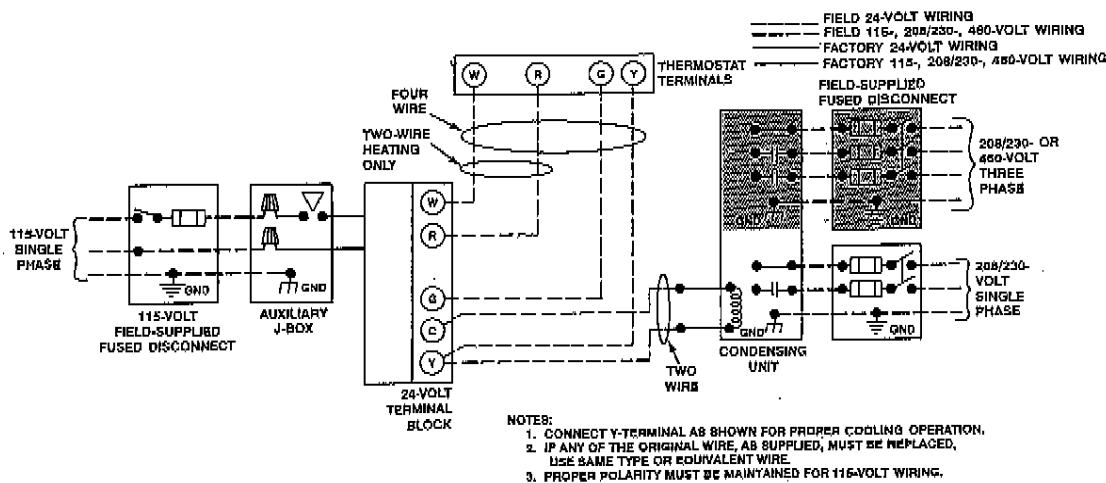 FIELD 24-VOLT WIRING
FIELD 115-, 208/230-, 460-VOLT WIRING
FACTORY 24-VOLT WIRING
FACTORY 115-, 208/230-, 460-VOLT WIRING
W
R
G
Y
THERMOSTAT
TERMINALS
FIELD-SUPPLIED
FUSED DISCONNECT
FOUR
WIRE
TWO-WIRE
HEATING
ONLY
208/230- OR
460-VOLT
THREE
PHASE
GND
GND
115-VOLT
SINGLE
PHASE
GND
GND
115-VOLT
FIELD-SUPPLIED
FUSED DISCONNECT
AUXILIARY
J-BOX
W
R
G
C
Y
24-VOLT
TERMINAL
BLOCK
TWO
WIRE
GND
CONDENSING
UNIT
GND
208/230-
VOLT
SINGLE
PHASE
NOTES:
1. CONNECT Y-TERMINAL AS SHOWN FOR PROPER COOLING OPERATION.
2. IF ANY OF THE ORIGINAL WIRE, AS SUPPLIED, MUST BE REPLACED,
USE SAME TYPE OR EQUIVALENT WIRE.
3. PROPER POLARITY MUST BE MAINTAINED FOR 115-VOLT WIRING.